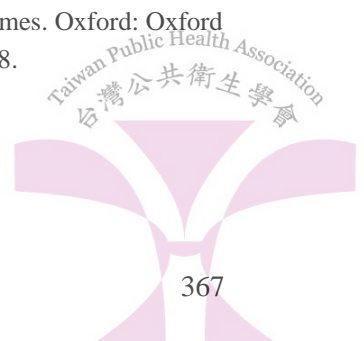 mes. Oxford: Oxford
8.
Taiwan Public Health Association
台灣公共衛生學會
367